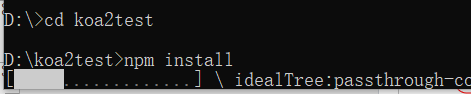 D:\>cd koa2test
D:\koa2test>npm install
[.............] \ idealTree:passthrough-co